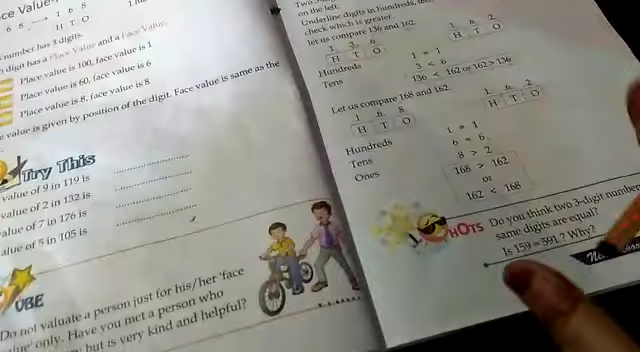 ce Value
6 8 → 1 6 8
H T O
number has 3 digits.
digit has a Place Value and a Face Value.
Place value is 100, face value is 1
Place value is 60, face value is 6
Place value is 8, face value is 8
value is given by position of the digit. Face value is same as the
Try This
value of 9 in 119 is
value of 2 in 132 is
alue of 7 in 176 is
alue of 5 in 105 is
UBE
Do not valuate a person just for his/her 'face
alue' only. Have you met a person who
but is very kind and helpful?
on the left.
Underline digits in hundreds,
check which is greater.
let us compare 136 and 162.
1 3 6
H T O
1 6 2
H T O
Hundreds 1 = 1
Tens 3 < 6
136 < 162 or 162 > 136
Let us compare 168 and 162.
1 6 8
H T O
1 6 2
H T O
Hundreds 1 = 1
Tens 6 = 6
Ones 8 > 2
168 > 162
or
162 < 168
HOTS
Do you think two 3-digit number
same digits are equal?
Is 159 = 591? Why?